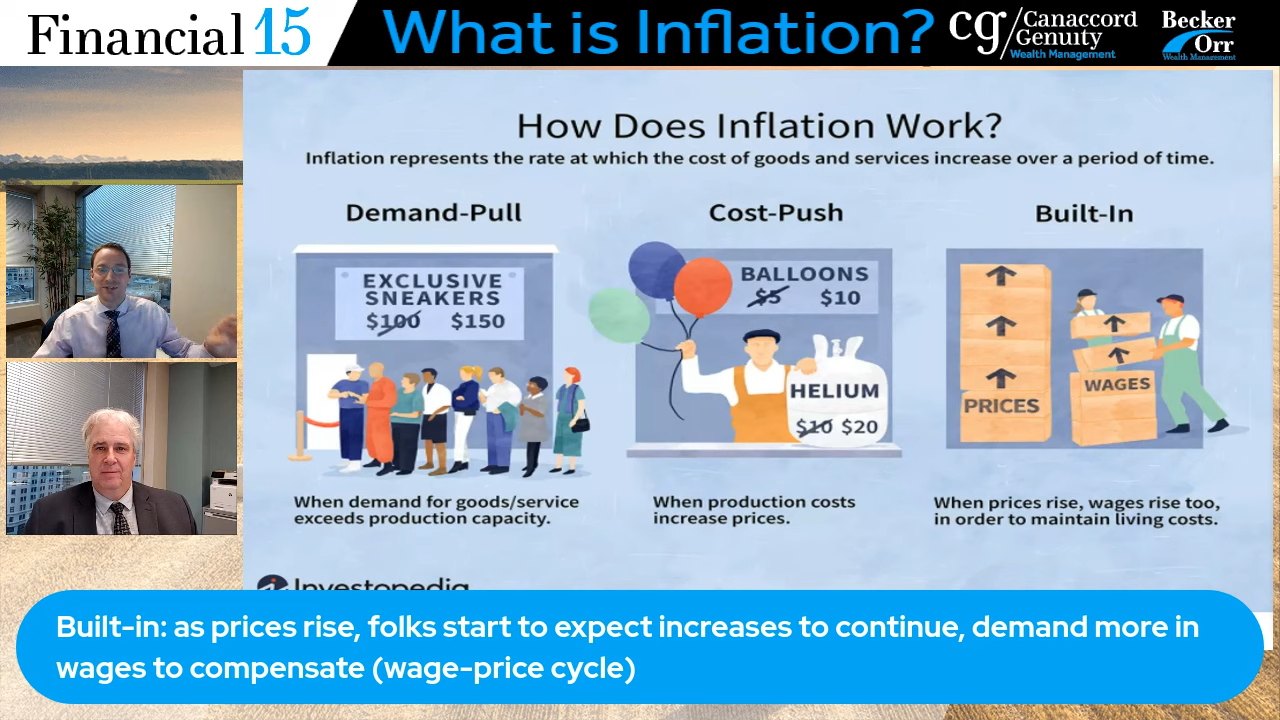 Financial 15
What is Inflation?
cg/Canaccord
Genuity
Wealth Management
Becker
Orr
Wealth Management
How Does Inflation Work?
Inflation represents the rate at which the cost of goods and services increase over a period of time.
Demand-Pull
EXCLUSIVE
SNEAKERS
$100 $150
When demand for goods/service
exceeds production capacity.
Cost-Push
BALLOONS
$5 $10
HELIUM
$10 $20
When production costs
increase prices.
Built-In
PRICES
WAGES
When prices rise, wages rise too,
in order to maintain living costs.
Investopedia
Built-in: as prices rise, folks start to expect increases to continue, demand more in
wages to compensate (wage-price cycle)